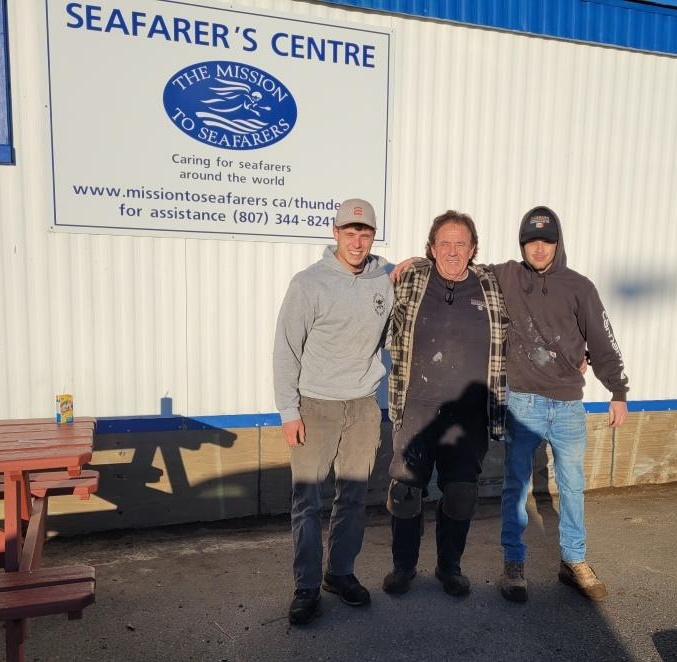 SEAFARER'S CENTRE
THE MISSION
TO SEAFARERS
Caring for seafarers
around the world
www.missiontoseafarers.ca/thunde
for assistance (807) 344-8241